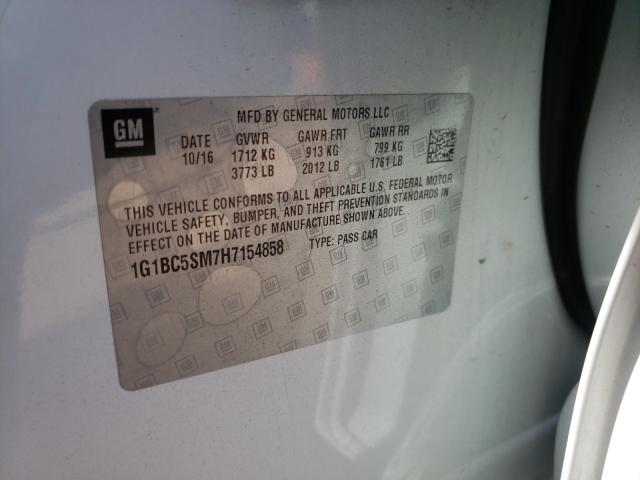 GM
MFD BY GENERAL MOTORS LLC
DATE GVWR GAWR FRT GAWR RR
10/16 1712 KG 913 KG 799 KG
3773 LB 2012 LB 1761 LB
THIS VEHICLE CONFORMS TO ALL APPLICABLE U.S. FEDERAL MOTOR
VEHICLE SAFETY, BUMPER, AND THEFT PREVENTION STANDARDS IN
EFFECT ON THE DATE OF MANUFACTURE SHOWN ABOVE.
1G1BC5SM7H7154858 TYPE: PASS CAR